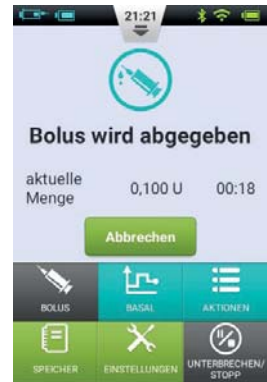 21:21
Bolus wird abgegeben
aktuelle
Menge
0,100 U
00:18
Abbrechen
BOLUS
BASAL
AKTIONEN
SPEICHER
EINSTELLUNGEN
UNTERBRECHEN/
STOPP